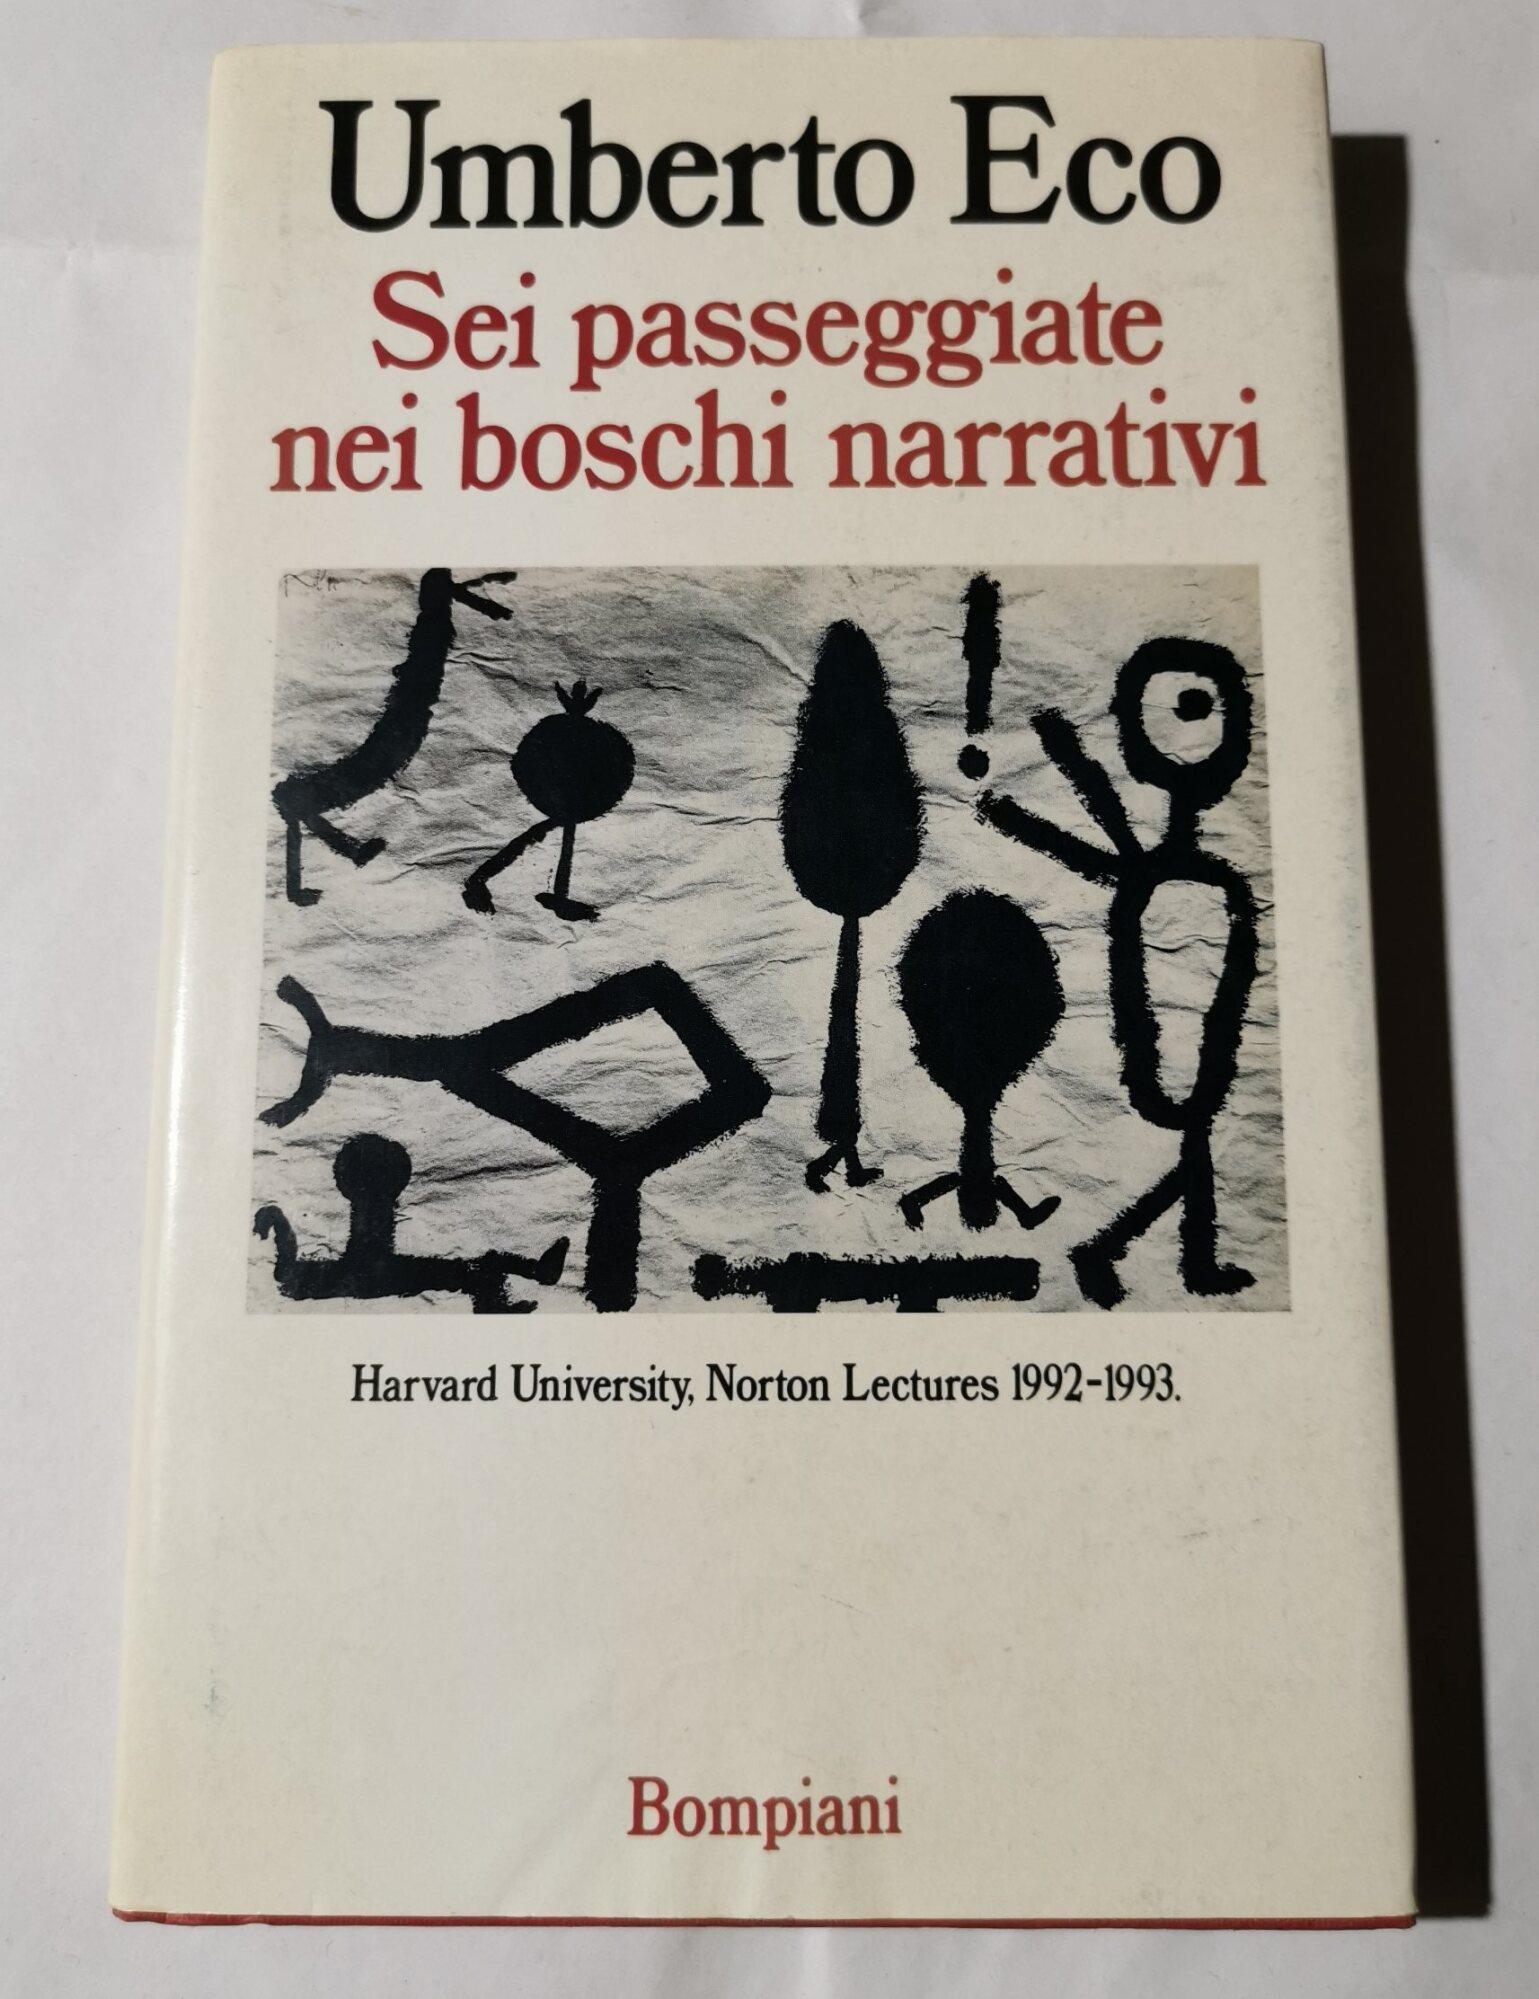 Umberto Eco
Sei passeggiate
nei boschi narrativi
Harvard University, Norton Lectures 1992-1993.
Bompiani